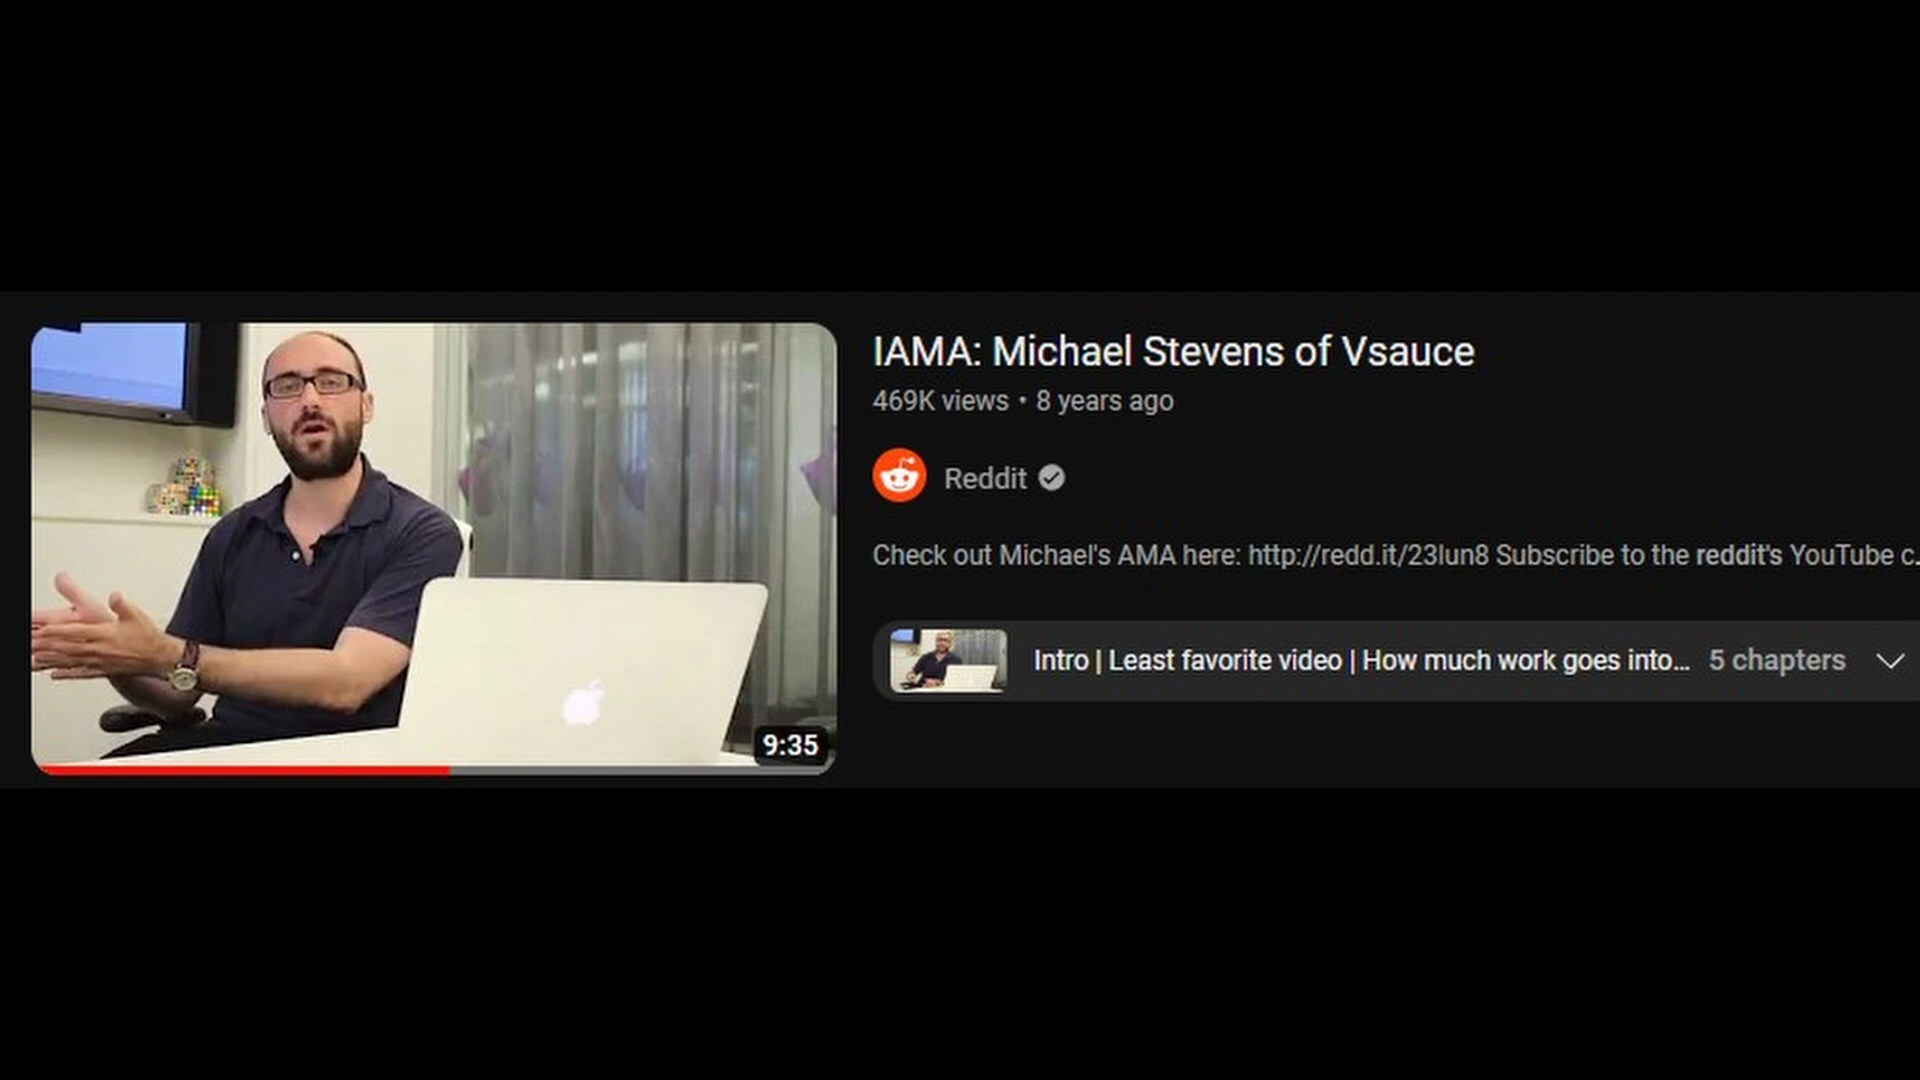 IAMA: Michael Stevens of Vsauce
469K views • 8 years ago
Reddit
Check out Michael's AMA here: http://redd.it/23lun8 Subscribe to the reddit's YouTube c.
Intro | Least favorite video | How much work goes into... 5 chapters
9:35